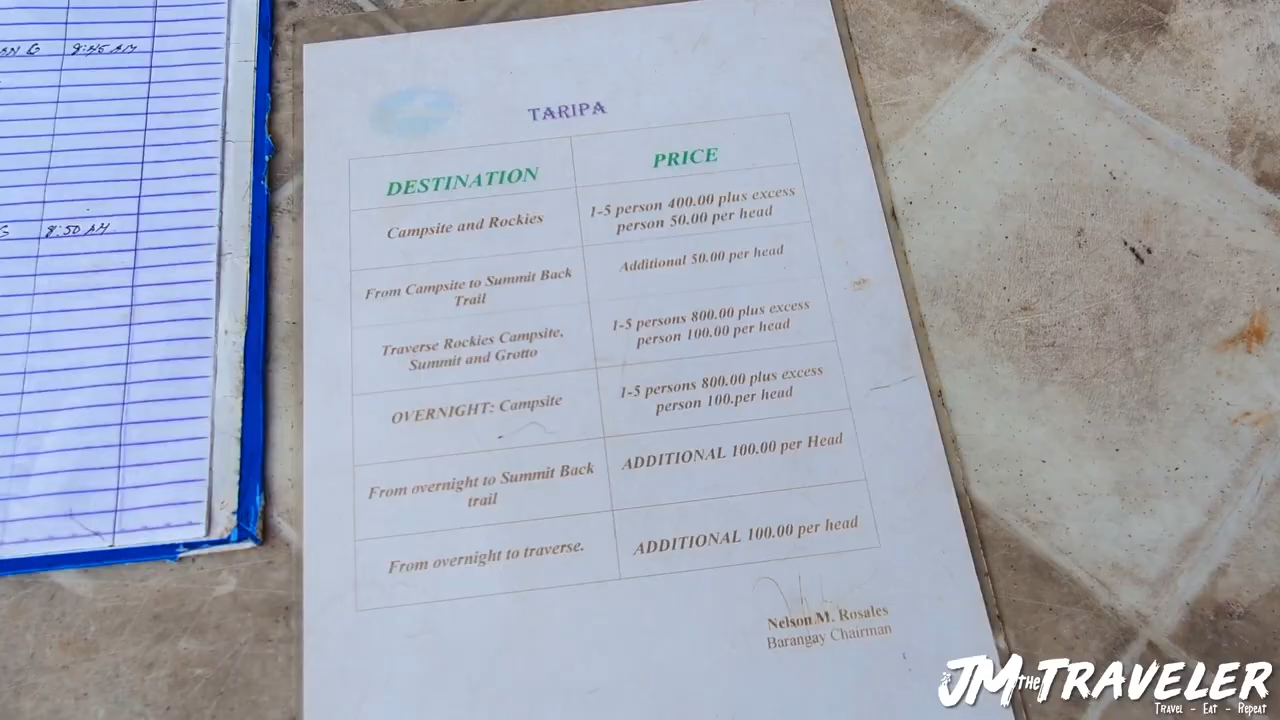 8:45 AM
8:50 AM
TARIPA
DESTINATION
PRICE
Campsite and Rockies
1-5 person 400.00 plus excess
person 50.00 per head
From Campsite to Summit Back
Trail
Additional 50.00 per head
Traverse Rockies Campsite,
Summit and Grotto
1-5 persons 800.00 plus excess
person 100.00 per head
OVERNIGHT: Campsite
1-5 persons 800.00 plus excess
person 100.per head
From overnight to Summit Back
trail
ADDITIONAL 100.00 per Head
From overnight to traverse.
ADDITIONAL 100.00 per head
Nelson M. Rosales
Barangay Chairman
JM THE TRAVELER
Travel - Eat - Repeat